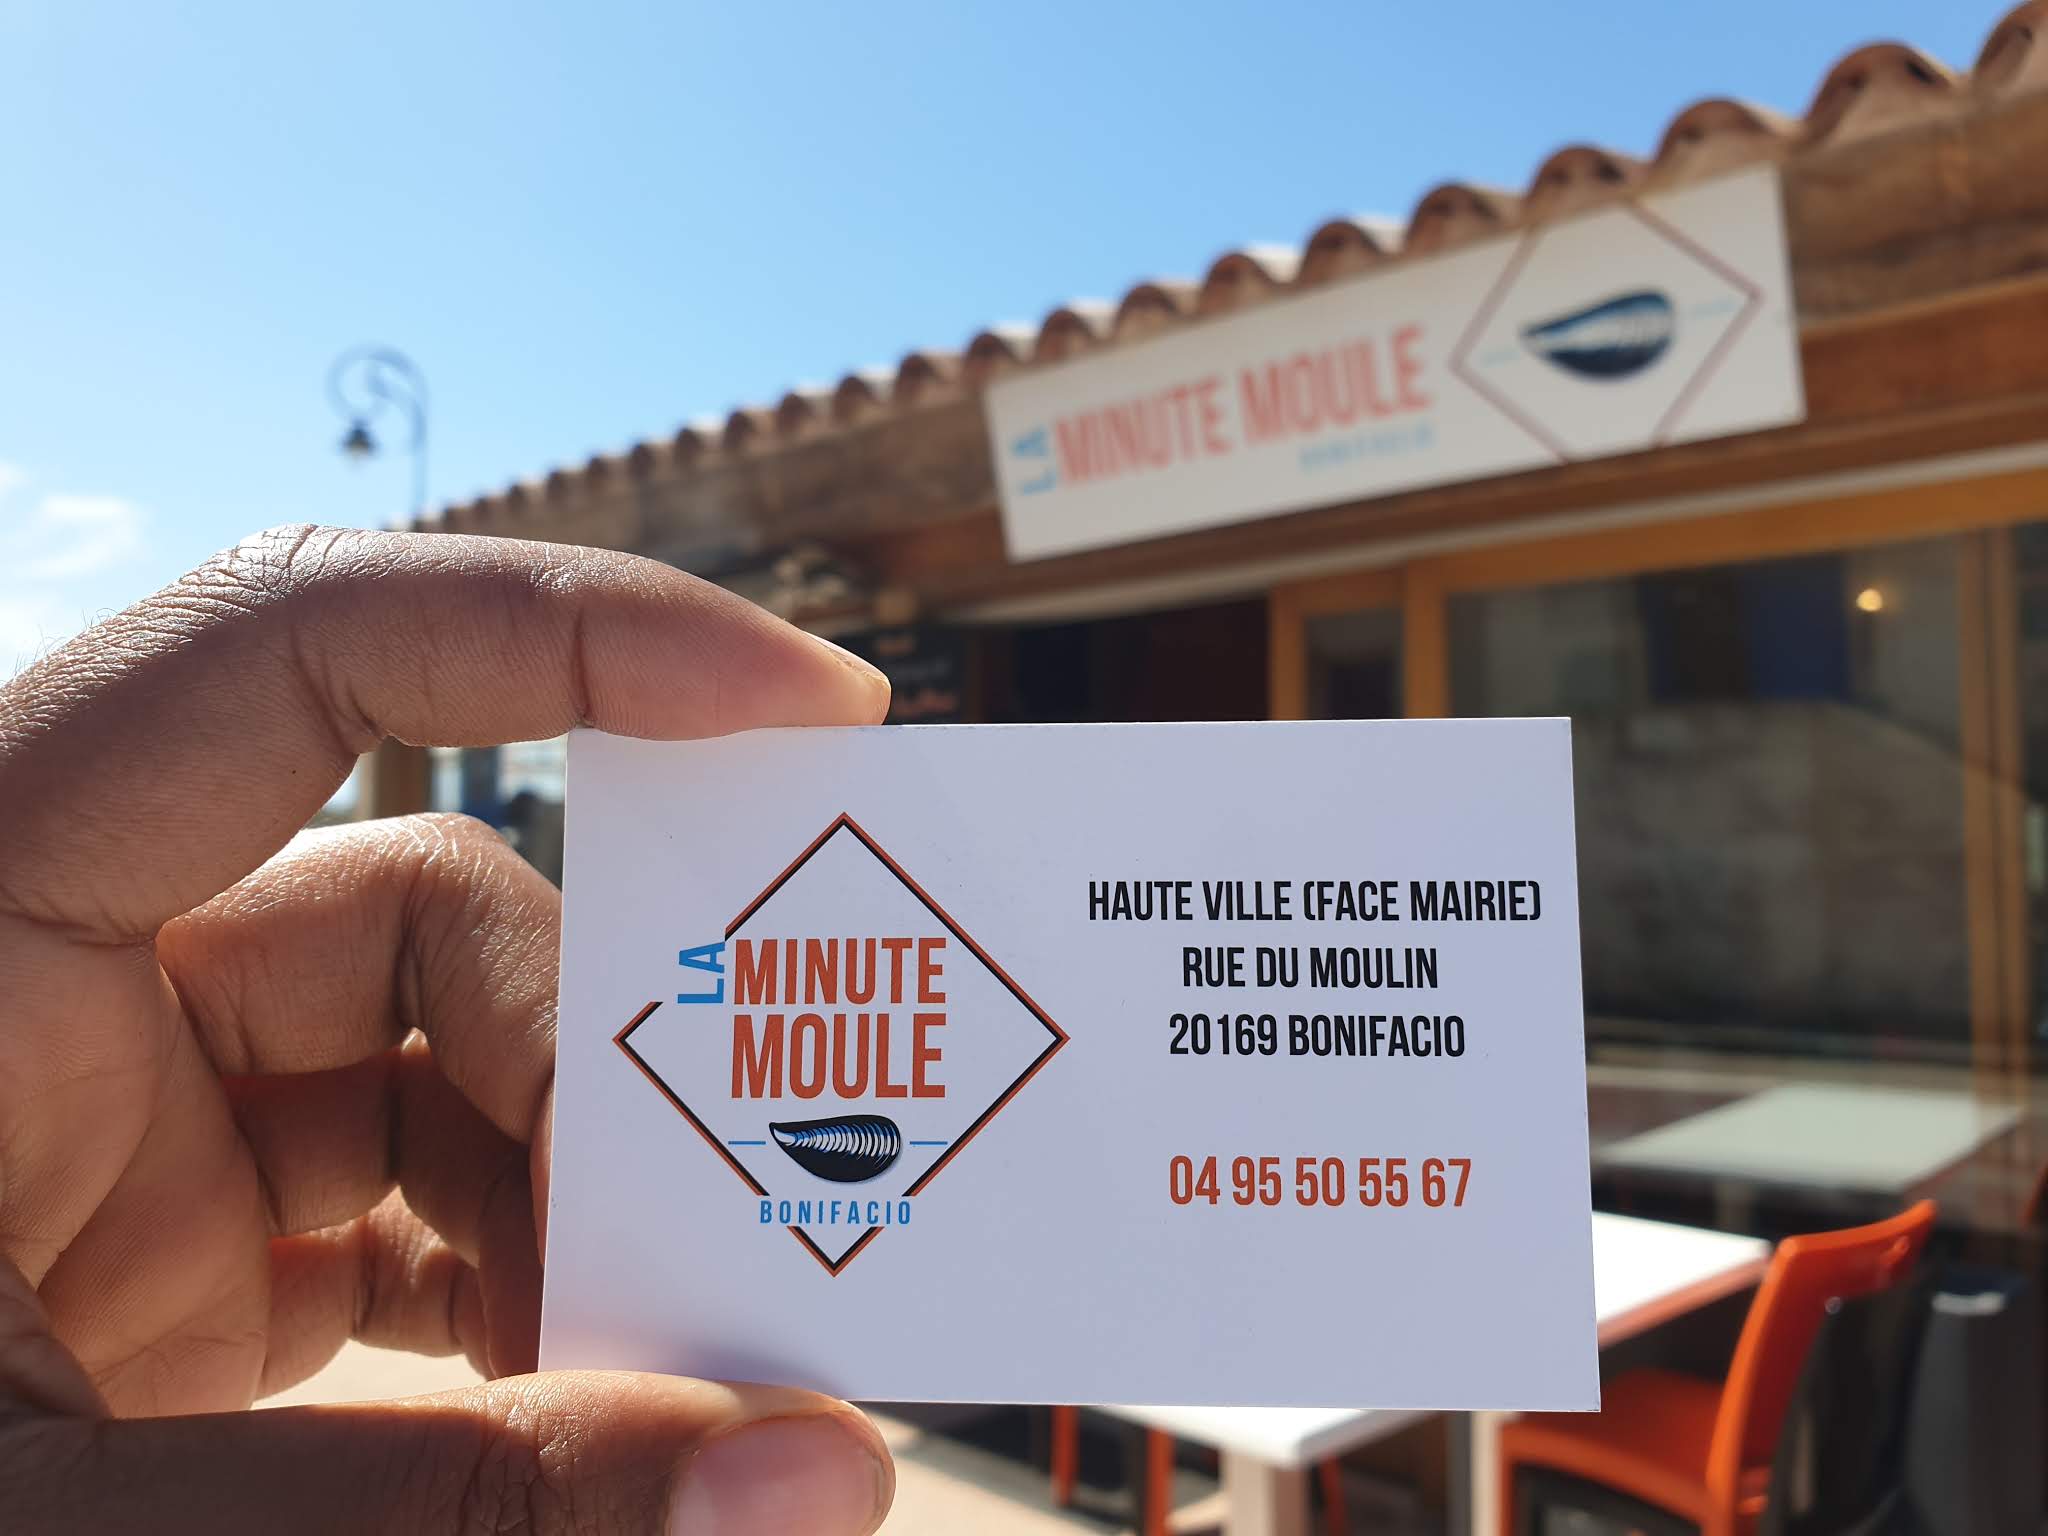 LA MINUTE MOULE
BONIFACIO
LA
MINUTE
MOULE
BONIFACIO
HAUTE VILLE (FACE MAIRIE)
RUE DU MOULIN
20169 BONIFACIO
04 95 50 55 67